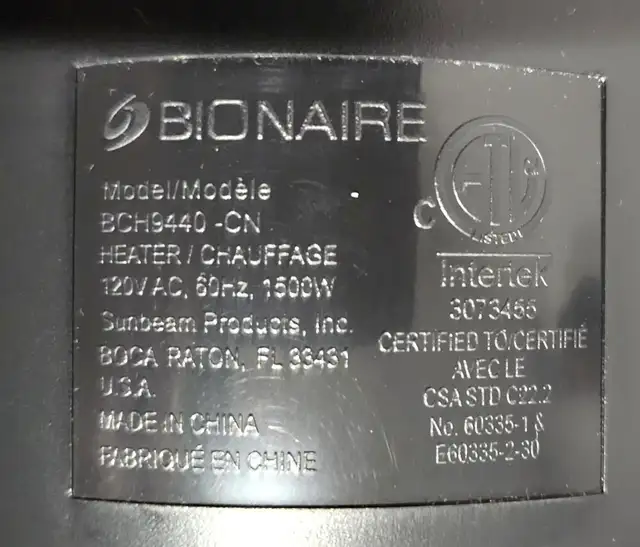 BIONAIRE
Model/Modèle
BCH9440 -CN
HEATER / CHAUFFAGE
120V AC, 60Hz, 1500W
Sunbeam Products, Inc.
BOCA RATON, FL 33431
U.S.A.
MADE IN CHINA
FABRIQUÉ EN CHINE
C ETL US
LISTED
Intertek
3073455
CERTIFIED TO/CERTIFIÉ
AVEC LE
CSA STD C22.2
No. 60335-1 &
E60335-2-30